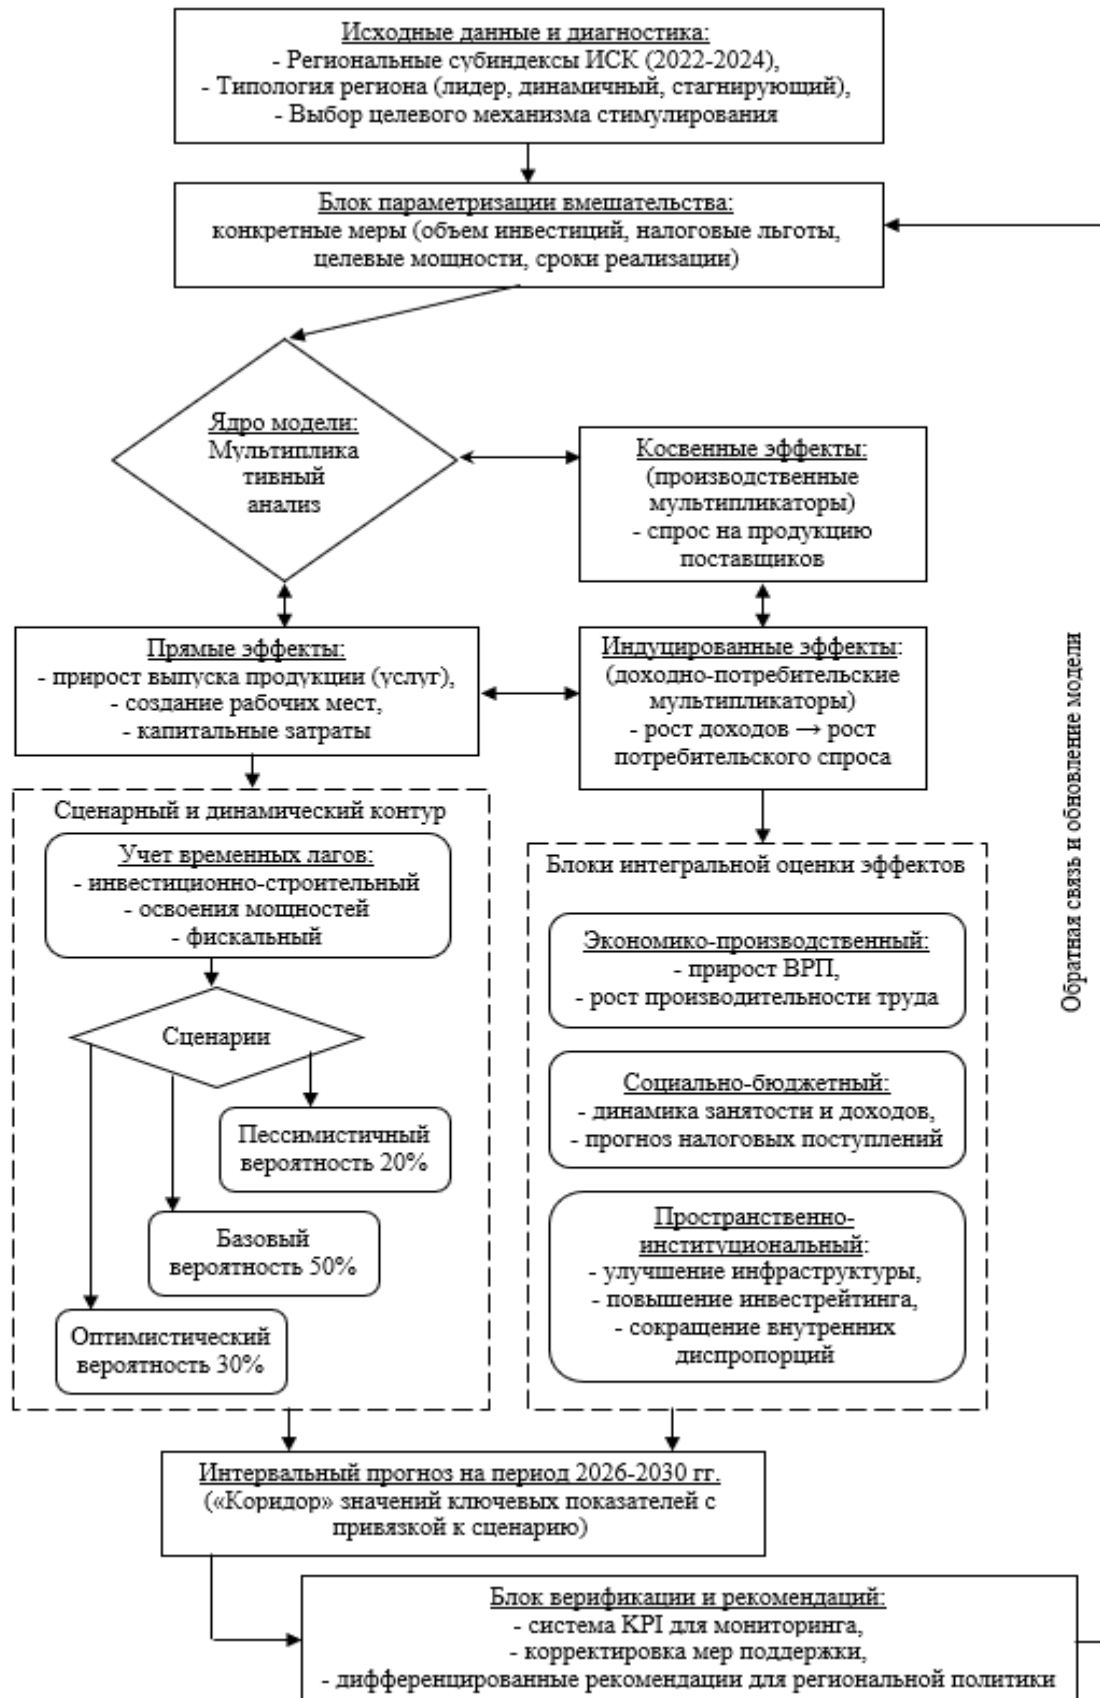 Исходные данные и диагностика:
- Региональные субиндексы ИСК (2022-2024),
- Типология региона (лидер, динамичный, стагнирующий),
- Выбор целевого механизма стимулирования
Блок параметризации вмешательства:
конкретные меры (объем инвестиций, налоговые льготы,
целевые мощности, сроки реализации)
Ядро модели:
Мультиплика
тивный
анализ
Косвенные эффекты:
(производственные
мультипликаторы)
- спрос на продукцию
поставщиков
Прямые эффекты:
- прирост выпуска продукции (услуг),
- создание рабочих мест,
- капитальные затраты
Индуцированные эффекты:
(доходно-потребительские
мультипликаторы)
- рост доходов → рост
потребительского спроса
Обратная связь и обновление модели
Сценарный и динамический контур
Учет временных лагов:
- инвестиционно-строительный
- освоения мощностей
- фискальный
Сценарии
Пессимистичный
вероятность 20%
Базовый
вероятность 50%
Оптимистический
вероятность 30%
Блоки интегральной оценки эффектов
Экономико-производственный:
- прирост ВРП,
- рост производительности труда
Социально-бюджетный:
- динамика занятости и доходов,
- прогноз налоговых поступлений
Пространственно-
институциональный:
- улучшение инфраструктуры,
- повышение инвестрейтинга,
- сокращение внутренних
диспропорций
Интервальный прогноз на период 2026-2030 гг.
(«Коридор» значений ключевых показателей с
привязкой к сценарию)
Блок верификации и рекомендаций:
- система KPI для мониторинга,
- корректировка мер поддержки,
- дифференцированные рекомендации для региональной политики